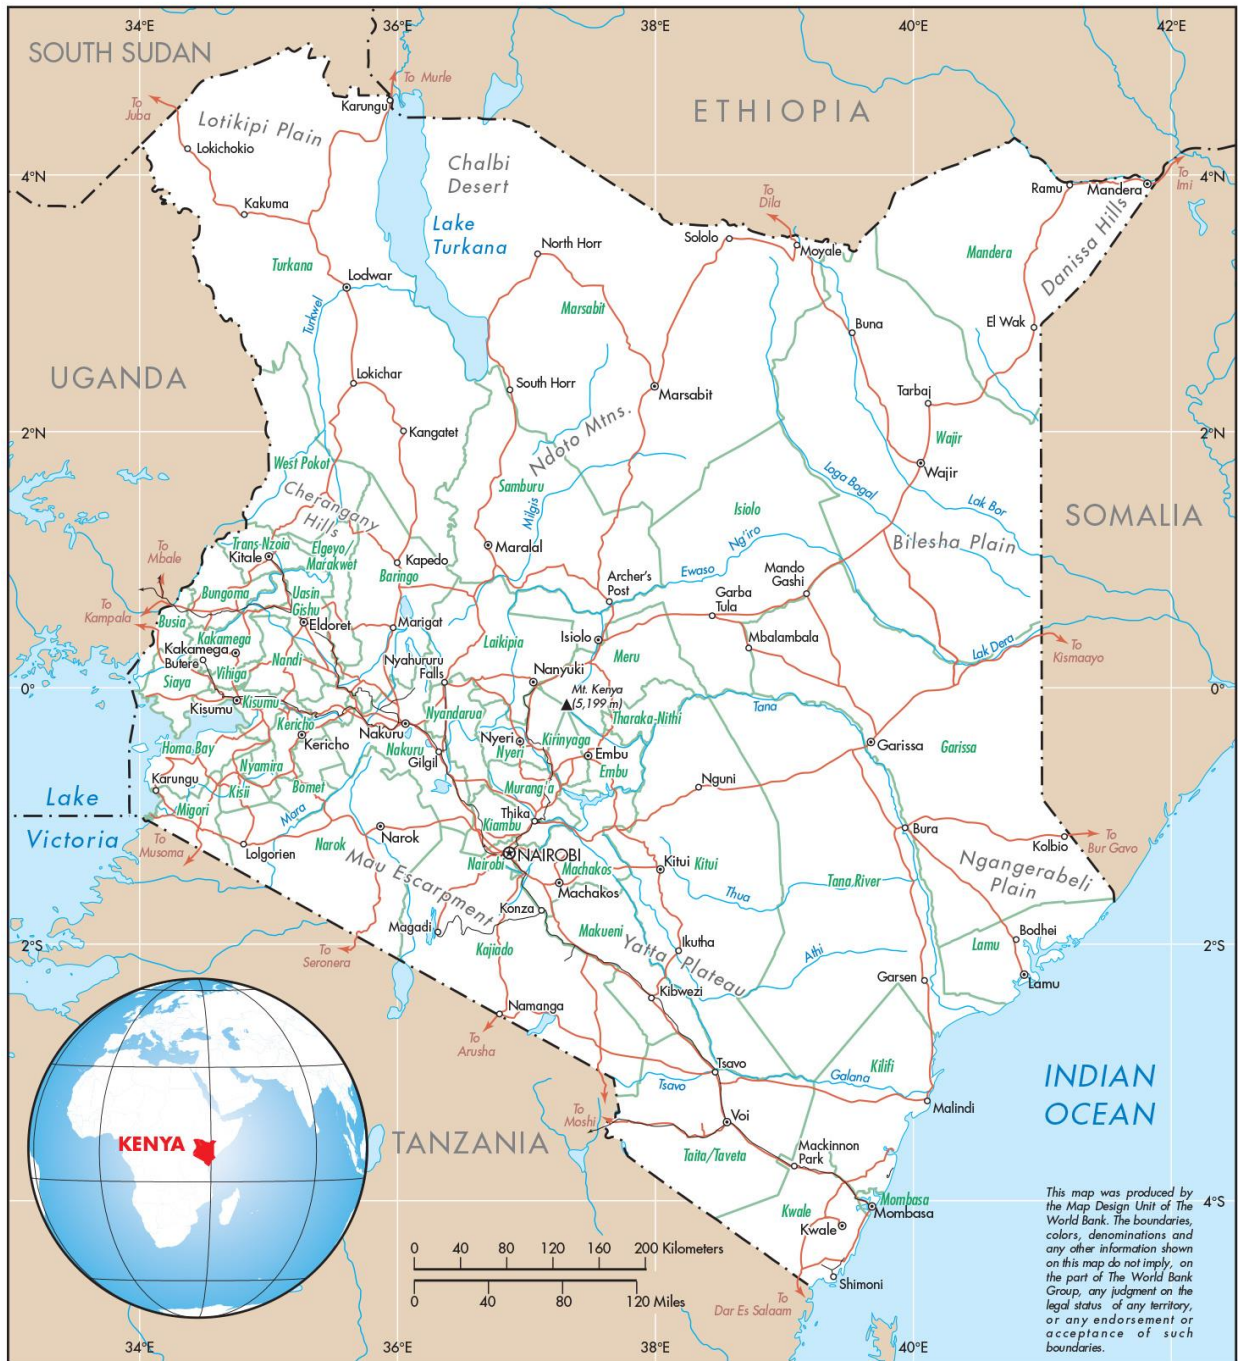 34°E
36°E
38°E
40°E
42°E
SOUTH SUDAN
To Murle
To
Juba
Karungu
ETHIOPIA
Lotikipi Plain
Lokichokio
Chalbi
Desert
4°N
4°N
To
Imi
Ramu
Mandera
To
Dila
Kakuma
Lake
Turkana
North Horr
Sololo
Moyale
Mandera
Danissa Hills
Turkana
Lodwar
Marsabit
Turkwel
Buna
El Wak
UGANDA
Lokichar
South Horr
Marsabit
Tarbaj
2°N
2°N
Kangatet
Ndoto Mtns.
Wajir
Wajir
West Pokot
Samburu
Loga Bogal
Lak Bor
Cherangany
Hills
Milgis
Isiolo
SOMALIA
Ng'iro
Bilesha Plain
Trans-Nzoia
Elgeyo/
Marakwet
Kitale
Maralal
To
Mbale
Kapedo
Baringo
Ewaso
Mando
Gashi
Archer's
Post
Garba
Tula
Bungoma
Uasin
Gishu
To
Kampala
Busia
Eldoret
Marigat
Kakamega
Kakamega
Laikipia
Isiolo
Mbalambala
Lak Dera
To
Kismaayo
Butere
Nandi
Nyahururu
Falls
Meru
Vihiga
Nanyuki
Siaya
0°
0°
Kisumu
Kisumu
Mt. Kenya
(5,199 m)
Tana
Kericho
Nyandarua
Tharaka-Nithi
Nakuru
Homa Bay
Kericho
Nakuru
Nyeri
Nyeri
Kirinyaga
Embu
Garissa
Garissa
Gilgil
Nyamira
Embu
Karungu
Kisii
Bomet
Murang'a
Nguni
Lake
Victoria
Migori
Mara
Thika
Kiambu
Bura
Kolbio
To
Bur Gavo
To
Musoma
Lolgorien
Narok
Narok
NAIROBI
Nairobi
Machakos
Machakos
Kitui
Kitui
Mau Escarpment
Tana River
Ngangerabeli
Plain
Thua
Konza
Magadi
Makueni
Yatta Plateau
Ikutha
Athi
Bodhei
Lamu
2°S
2°S
To
Seronera
Kajiado
Garsen
Lamu
Kibwezi
Namanga
To
Arusha
Tsavo
Kilifi
Tsavo
Galana
INDIAN
OCEAN
Malindi
To
Moshi
Voi
TANZANIA
KENYA
Mackinnon
Park
Taita/Taveta
Mombasa
Mombasa
4°S
4°S
Kwale
Kwale
Shimoni
To
Dar Es Salaam
0 40 80 120 160 200 Kilometers
0 40 80 120 Miles
This map was produced by
the Map Design Unit of The
World Bank. The boundaries,
colors, denominations and
any other information shown
on this map do not imply, on
the part of The World Bank
Group, any judgment on the
legal status of any territory,
or any endorsement or
acceptance of such
boundaries.
34°E
36°E
38°E
40°E